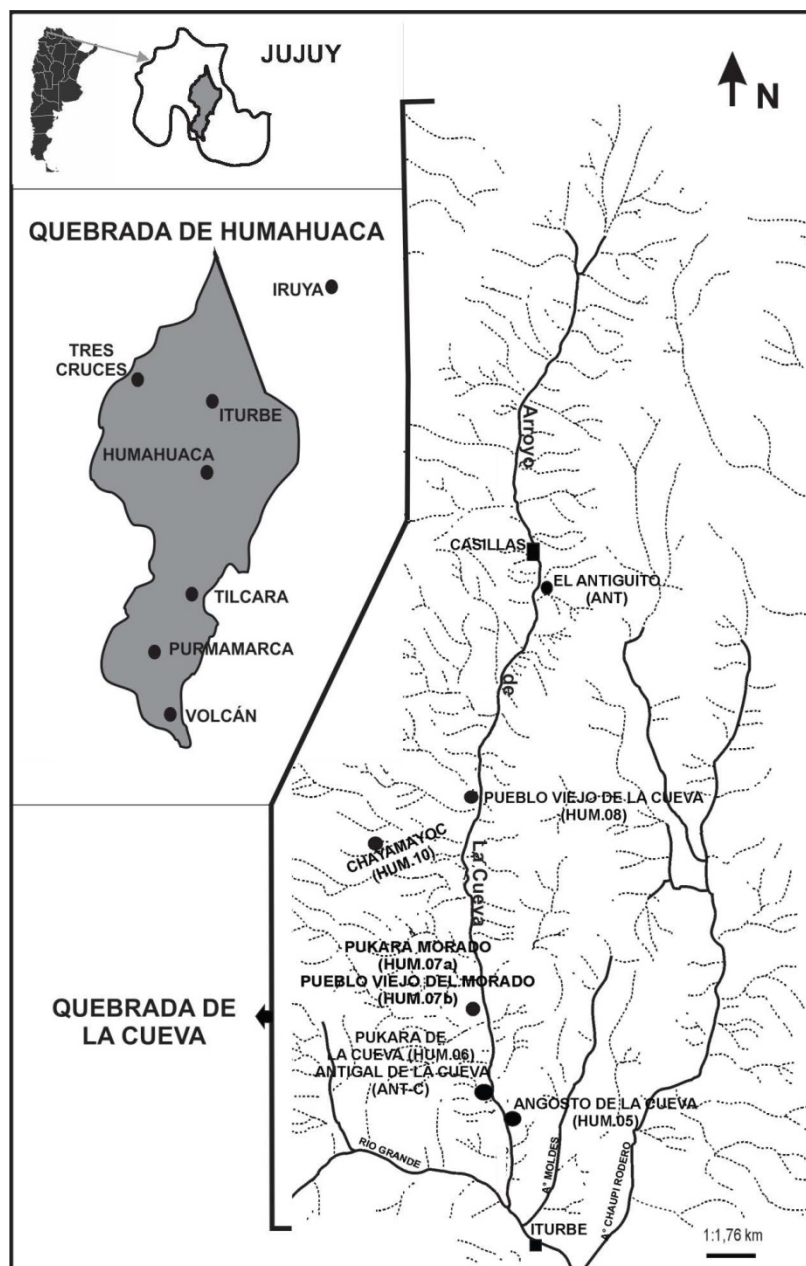 JUJUY
N
QUEBRADA DE HUMAHUACA
IRUYA
TRES
CRUCES
ITURBE
HUMAHUACA
TILCARA
PURMAMARCA
VOLCÁN
QUEBRADA DE
LA CUEVA
Arroyo
de
La Cueva
CASILLAS
EL ANTIGUITO
(ANT)
PUEBLO VIEJO DE LA CUEVA
(HUM.08)
CHAYAMAYOC
(HUM.10)
PUKARA MORADO
(HUM.07a)
PUEBLO VIEJO DEL MORADO
(HUM.07b)
PUKARA DE
LA CUEVA (HUM.06)
ANTIGAL DE LA CUEVA
(ANT-C)
ANGOSTO DE LA CUEVA
(HUM.05)
RÍO GRANDE
A° MOLDES
A° CHAUPI RODERO
ITURBE
1:1,76 km